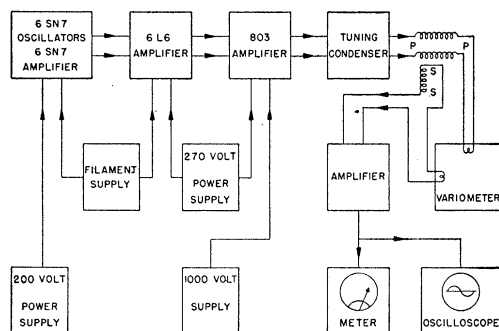 6 SN7
OSCILLATORS
6 SN7
AMPLIFIER
6 L6
AMPLIFIER
803
AMPLIFIER
TUNING
CONDENSER
P
P
S
S
FILAMENT
SUPPLY
270 VOLT
POWER
SUPPLY
AMPLIFIER
VARIOMETER
200 VOLT
POWER
SUPPLY
1000 VOLT
SUPPLY
METER
OSCILLOSCOPE